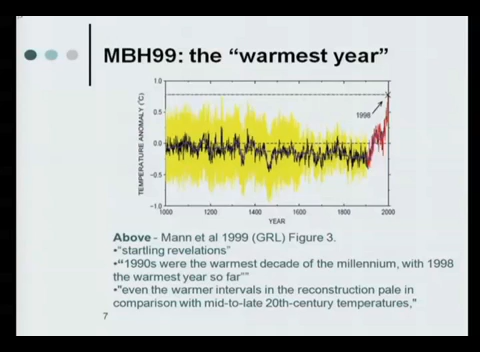 MBH99: the “warmest year”
1.0
0.5
0.0
−0.5
−1.0
TEMPERATURE ANOMALY (°C)
1998
1000
1200
1400
1600
1800
2000
YEAR
Above - Mann et al 1999 (GRL) Figure 3.
•“startling revelations”
•“1990s were the warmest decade of the millennium, with 1998
the warmest year so far””
•"even the warmer intervals in the reconstruction pale in
comparison with mid-to-late 20th-century temperatures,"
7